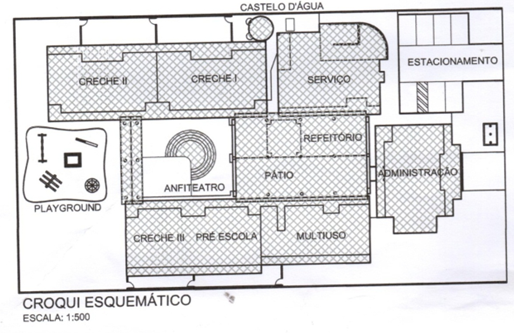 CASTELO D'ÁGUA
CRECHE II
CRECHE I
SERVIÇO
ESTACIONAMENTO
REFEITÓRIO
PÁTIO
ADMINISTRAÇÃO
ANFITEATRO
PLAYGROUND
CRECHE III
PRÉ ESCOLA
MULTIUSO
CROQUI ESQUEMÁTICO
ESCALA: 1:500